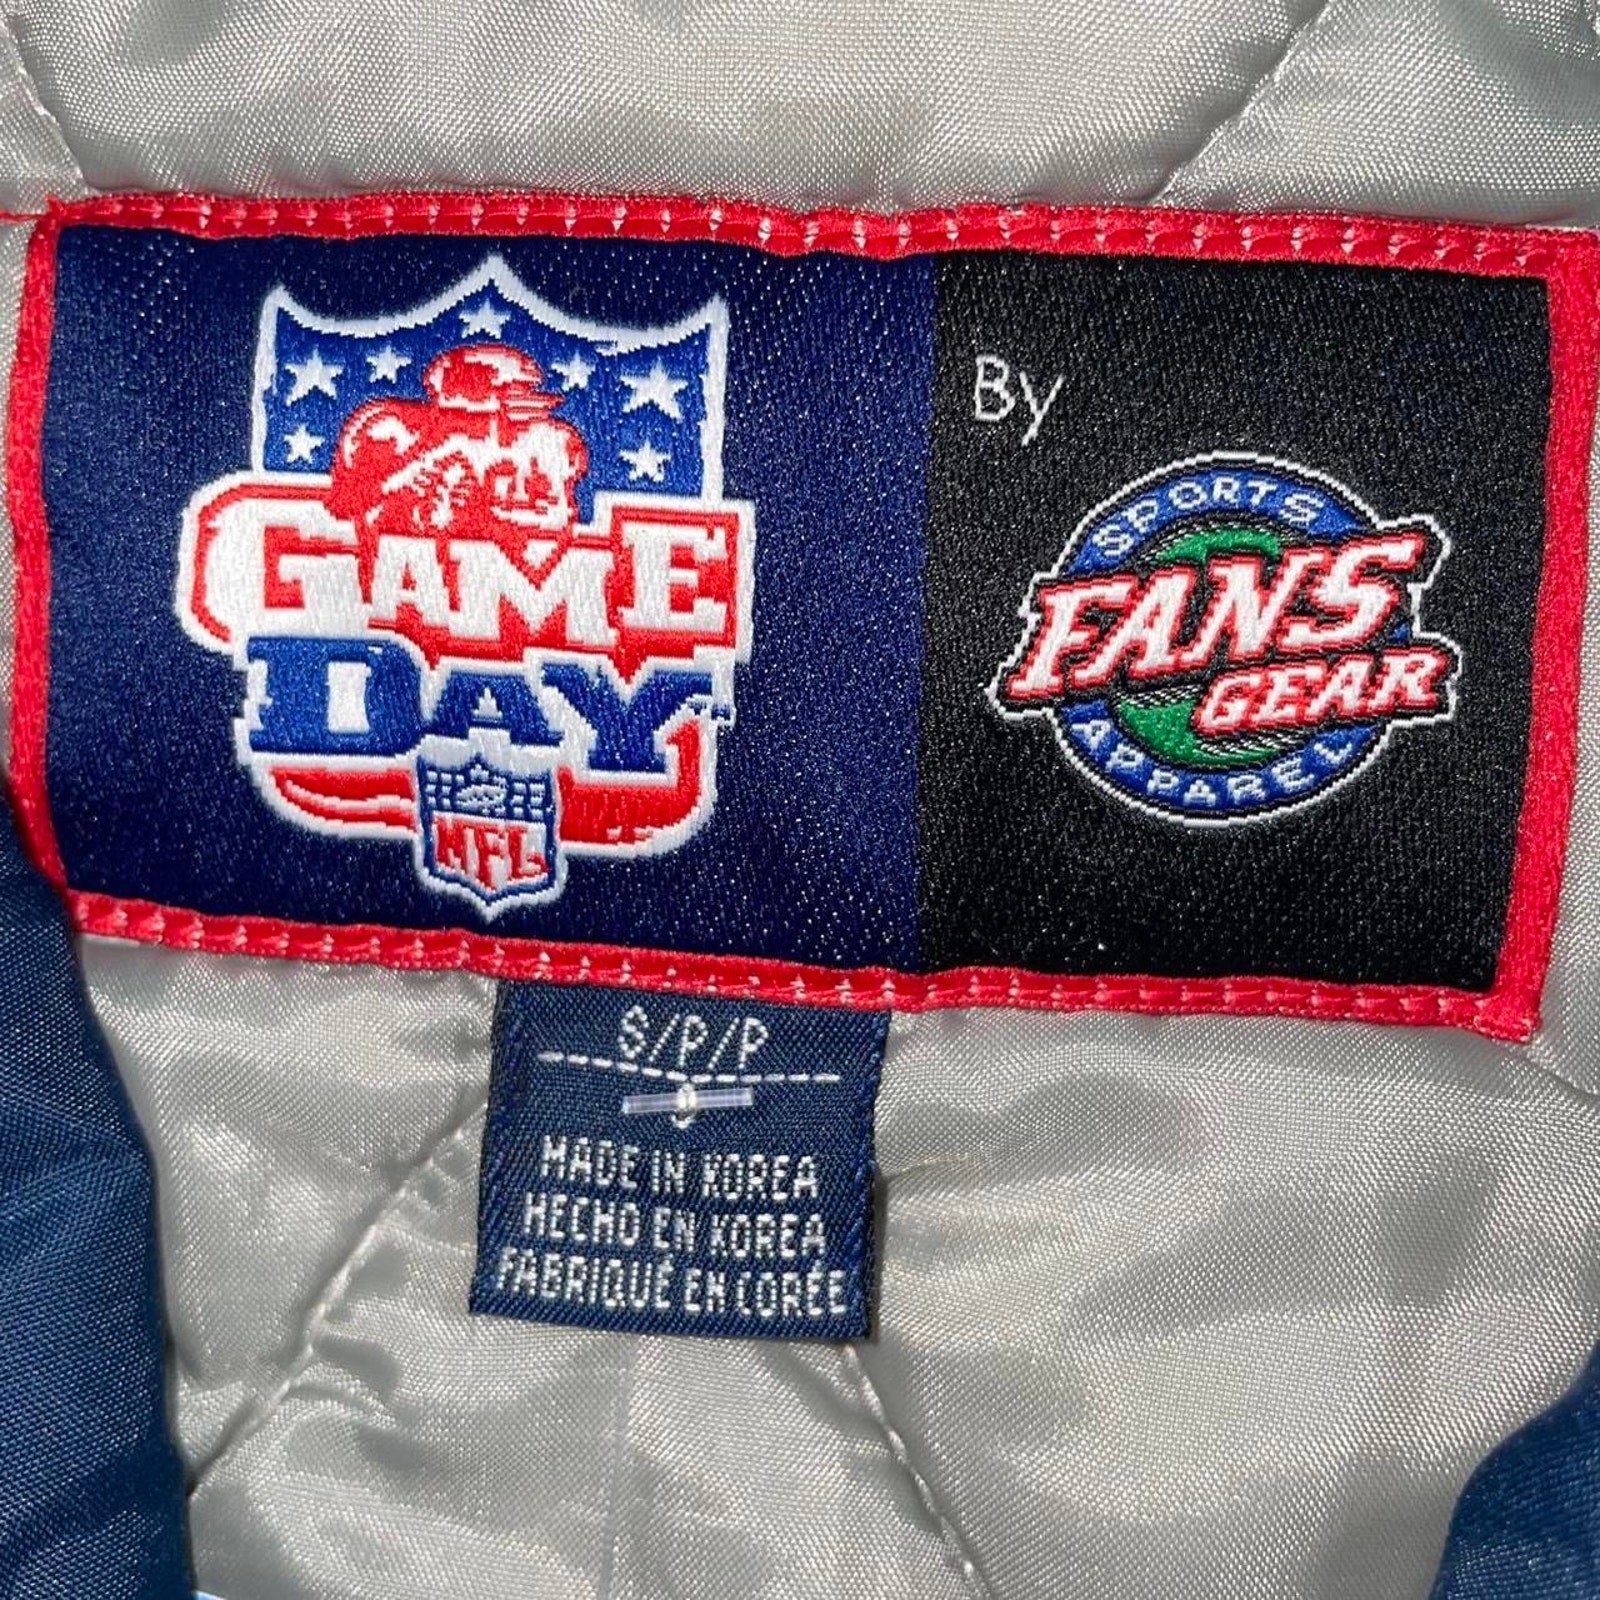 GAME
DAY
NFL
By
SPORTS
FANS
GEAR
APPAREL
S/P/P
MADE IN KOREA
HECHO EN KOREA
FABRIQUÉ EN CORÉE